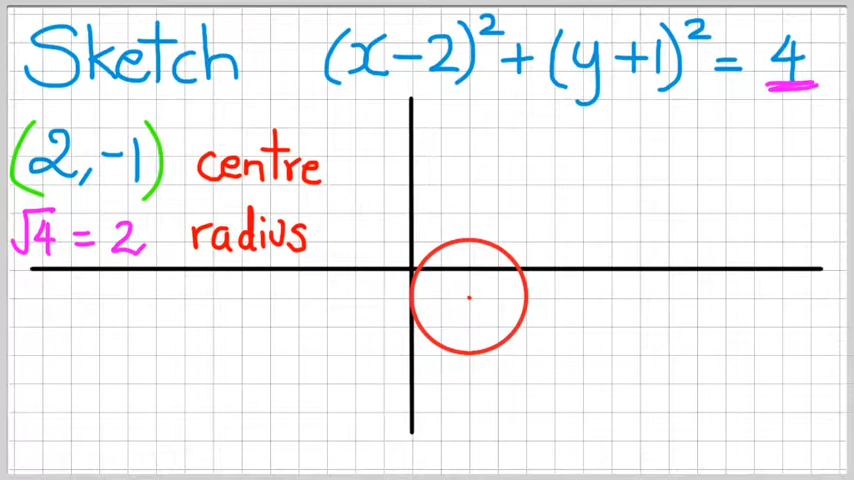 Sketch (x-2)² + (y+1)² = 4
(2, -1) centre
√4 = 2 radius